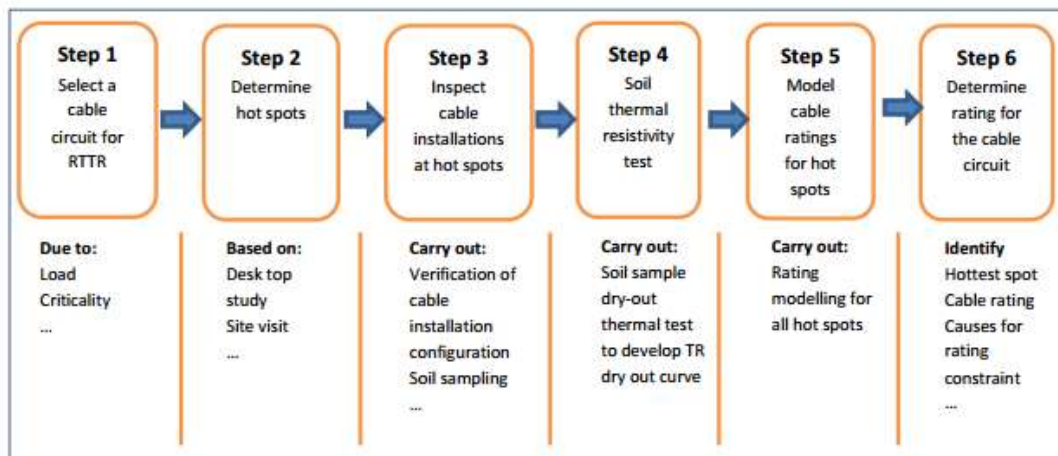 Step 1
Select a
cable
circuit for
RTTR
Step 2
Determine
hot spots
Step 3
Inspect
cable
installations
at hot spots
Step 4
Soil
thermal
resistivity
test
Step 5
Model
cable
ratings
for hot
spots
Step 6
Determine
rating for
the cable
circuit
Due to:
Load
Criticality
...
Based on:
Desk top
study
Site visit
...
Carry out:
Verification of
cable
installation
configuration
Soil sampling
...
Carry out:
Soil sample
dry-out
thermal test
to develop TR
dry out curve
Carry out:
Rating
modelling for
all hot spots
Identify
Hottest spot
Cable rating
Causes for
rating
constraint
...